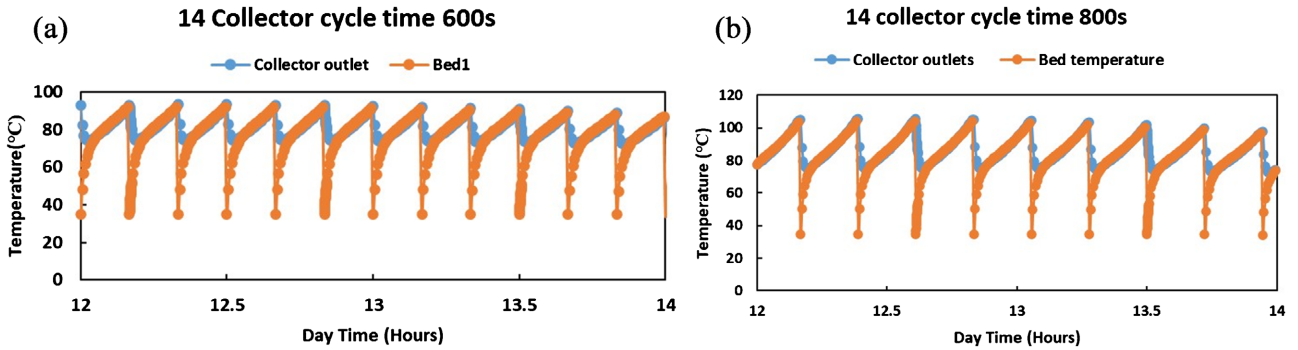 (a)
14 Collector cycle time 600s
Collector outlet
Bed1
100
80
60
40
20
0
Temperature(°C)
12
12.5
13
13.5
14
Day Time (Hours)
(b)
14 collector cycle time 800s
Collector outlets
Bed temperature
120
100
80
60
40
20
0
Temperature (°C)
12
12.5
13
13.5
14
Day Time (Hours)